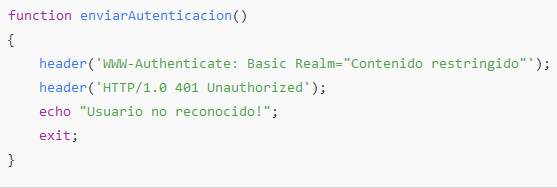 function enviarAutenticacion()
{
    header('WWW-Authenticate: Basic Realm="Contenido restringido"');
    header('HTTP/1.0 401 Unauthorized');
    echo "Usuario no reconocido!";
    exit;
}